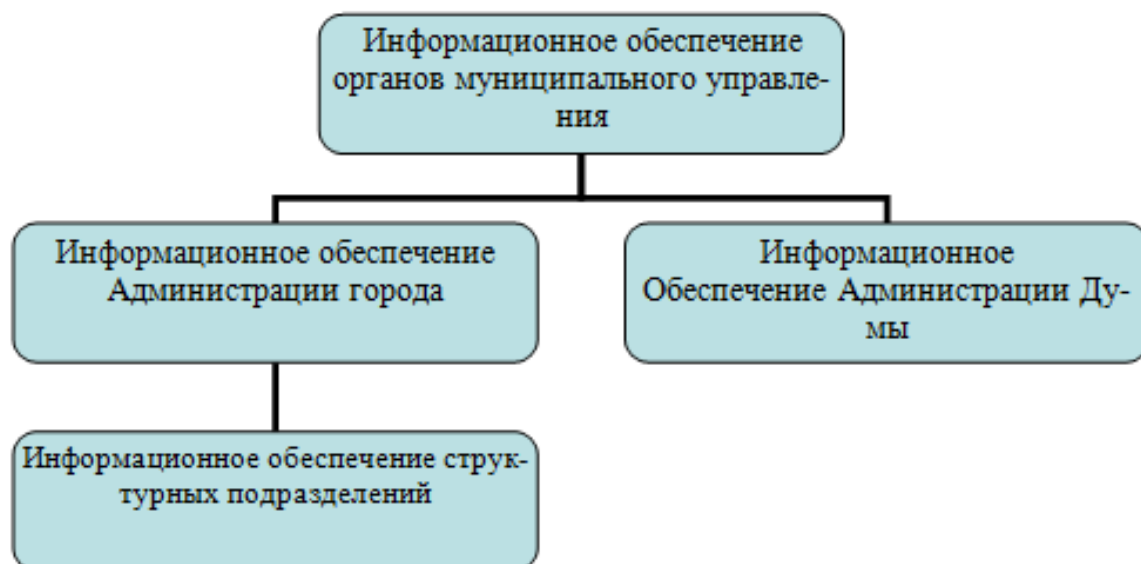 Информационное обеспечение
органов муниципального управле-
ния
Информационное обеспечение
Администрации города
Информационное
Обеспечение Администрации Ду-
мы
Информационное обеспечение струк-
турных подразделений